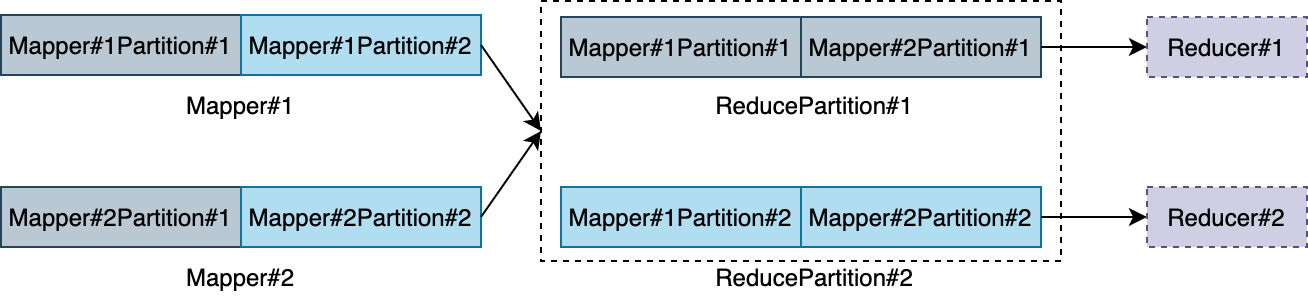 Mapper#1Partition#1 Mapper#1Partition#2
Mapper#1
Mapper#2Partition#1 Mapper#2Partition#2
Mapper#2
Mapper#1Partition#1 Mapper#2Partition#1
ReducePartition#1
Mapper#1Partition#2 Mapper#2Partition#2
ReducePartition#2
Reducer#1
Reducer#2